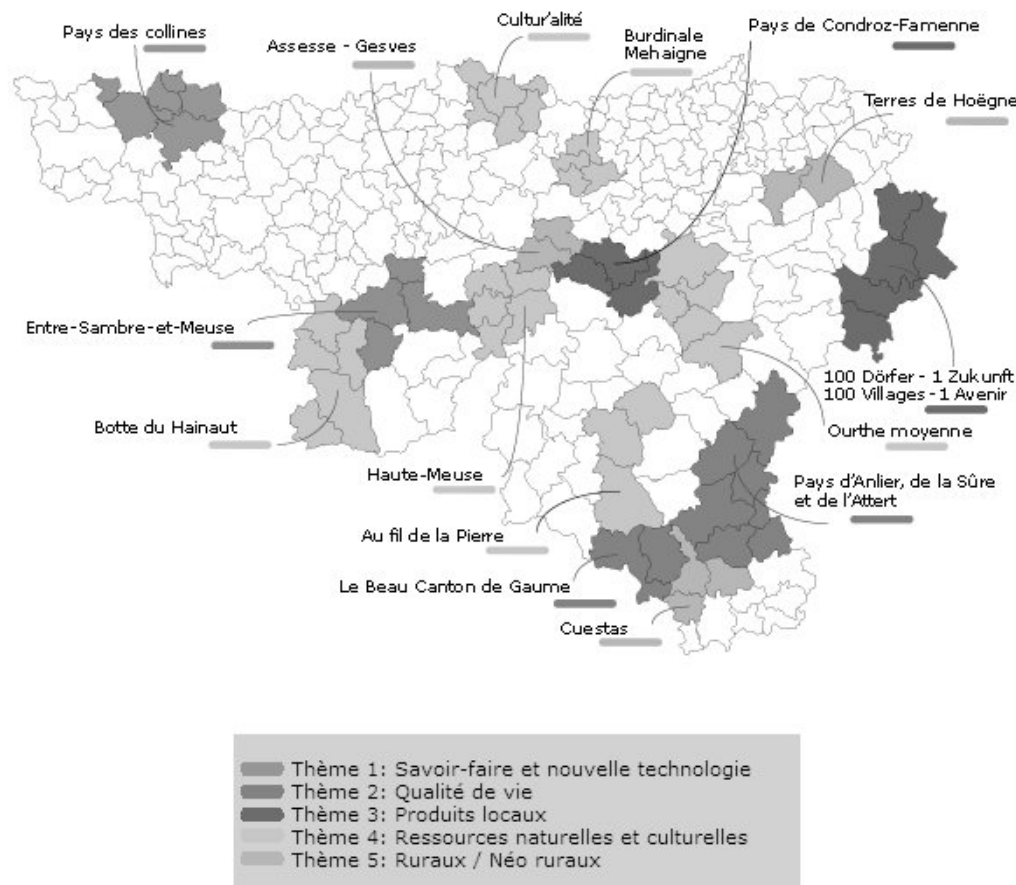 Pays des collines
Cultur'alité
Pays de Condroz-Famenne
Assesse - Gesves
Burdinale
Mehaigne
Terres de Hoëgne
Entre-Sambre-et-Meuse
100 Dörfer - 1 Zukunft
100 Villages - 1 Avenir
Botte du Hainaut
Ourthe moyenne
Haute-Meuse
Pays d'Anlier, de la Sûre
et de l'Attert
Au fil de la Pierre
Le Beau Canton de Gaume
Cuestas
Thème 1: Savoir-faire et nouvelle technologie
Thème 2: Qualité de vie
Thème 3: Produits locaux
Thème 4: Ressources naturelles et culturelles
Thème 5: Ruraux / Néo ruraux